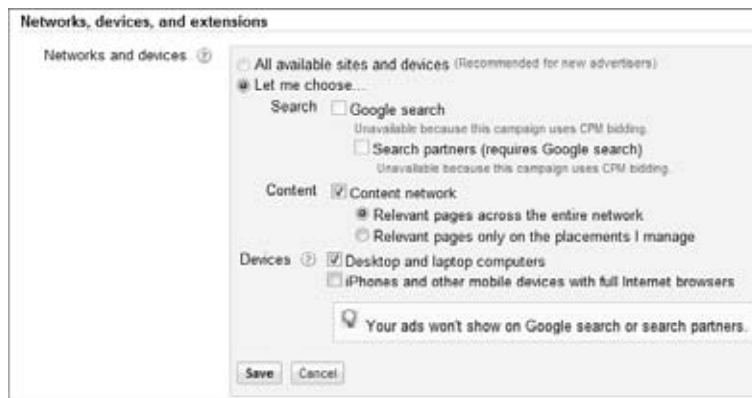 Networks, devices, and extensions
Networks and devices ? All available sites and devices (Recommended for new advertisers)
Let me choose...
Search Google search
Unavailable because this campaign uses CPM bidding.
Search partners (requires Google search)
Unavailable because this campaign uses CPM bidding.
Content Content network
Relevant pages across the entire network
Relevant pages only on the placements I manage
Devices ? Desktop and laptop computers
iPhones and other mobile devices with full Internet browsers
Your ads won't show on Google search or search partners.
Save Cancel